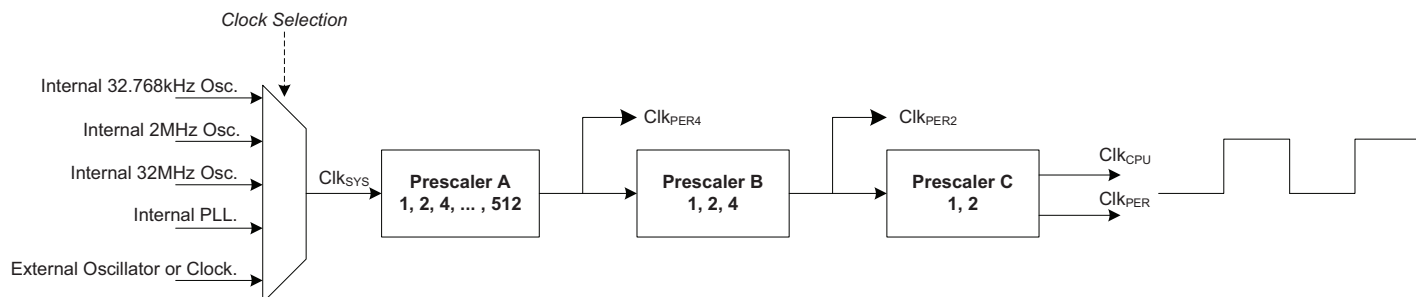 Clock Selection
Internal 32.768kHz Osc.
Internal 2MHz Osc.
Internal 32MHz Osc.
Internal PLL.
External Oscillator or Clock.
ClkSYS
Prescaler A
1, 2, 4, ... , 512
ClkPER4
Prescaler B
1, 2, 4
ClkPER2
Prescaler C
1, 2
ClkCPU
ClkPER